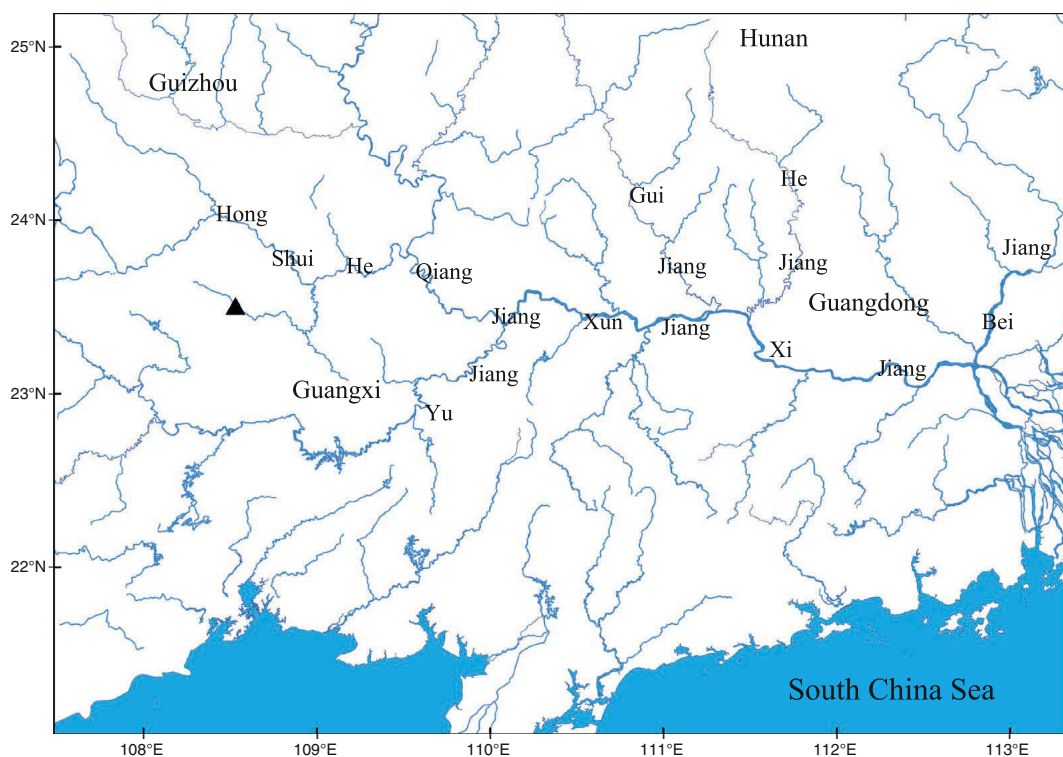 25°N
Hunan
Guizhou
He
Gui
24°N
Hong
Jiang
Shui
He
Qiang
Jiang
Jiang
Guangdong
Jiang
Xun
Jiang
Bei
Xi
Jiang
Jiang
23°N
Guangxi
Yu
22°N
South China Sea
108°E
109°E
110°E
111°E
112°E
113°E